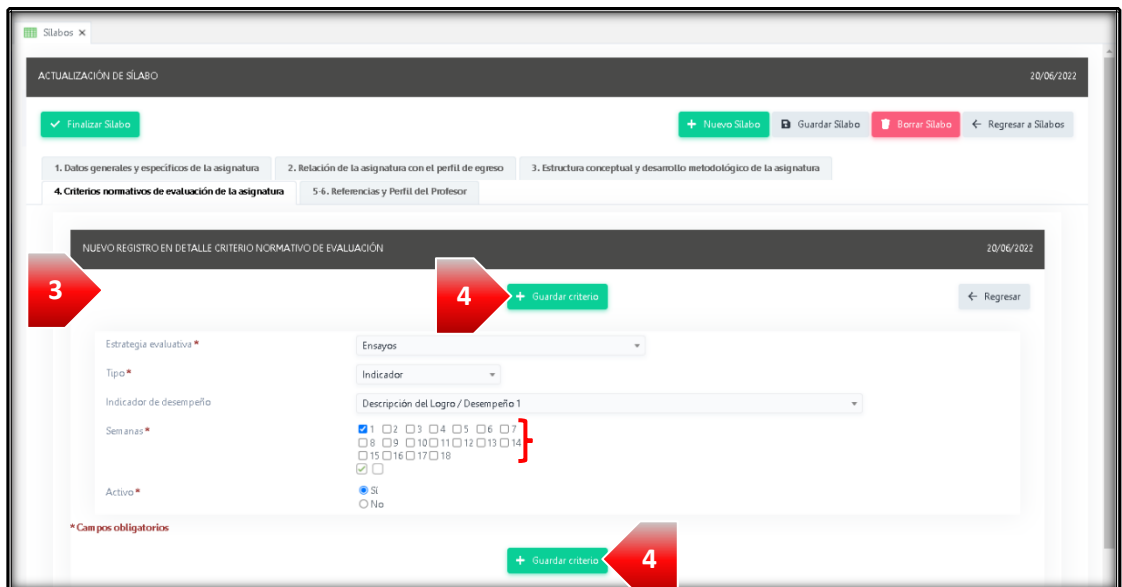 Sílabos ×
ACTUALIZACIÓN DE SÍLABO 20/06/2022
Finalizar Sílabo + Nuevo Sílabo Guardar Sílabo Borrar Sílabo ← Regresar a Sílabos
1. Datos generales y específicos de la asignatura 2. Relación de la asignatura con el perfil de egreso 3. Estructura conceptual y desarrollo metodológico de la asignatura
4. Criterios normativos de evaluación de la asignatura 5-6. Referencias y Perfil del Profesor
NUEVO REGISTRO EN DETALLE CRITERIO NORMATIVO DE EVALUACIÓN 20/06/2022
3 4 + Guardar criterio ← Regresar
Estrategia evaluativa * Ensayos
Tipo * Indicador
Indicador de desempeño Descripción del Logro / Desempeño 1
Semanas * 1 2 3 4 5 6 7
8 9 10 11 12 13 14
15 16 17 18
Activo * Sí
No
* Campos obligatorios
+ Guardar criterio 4